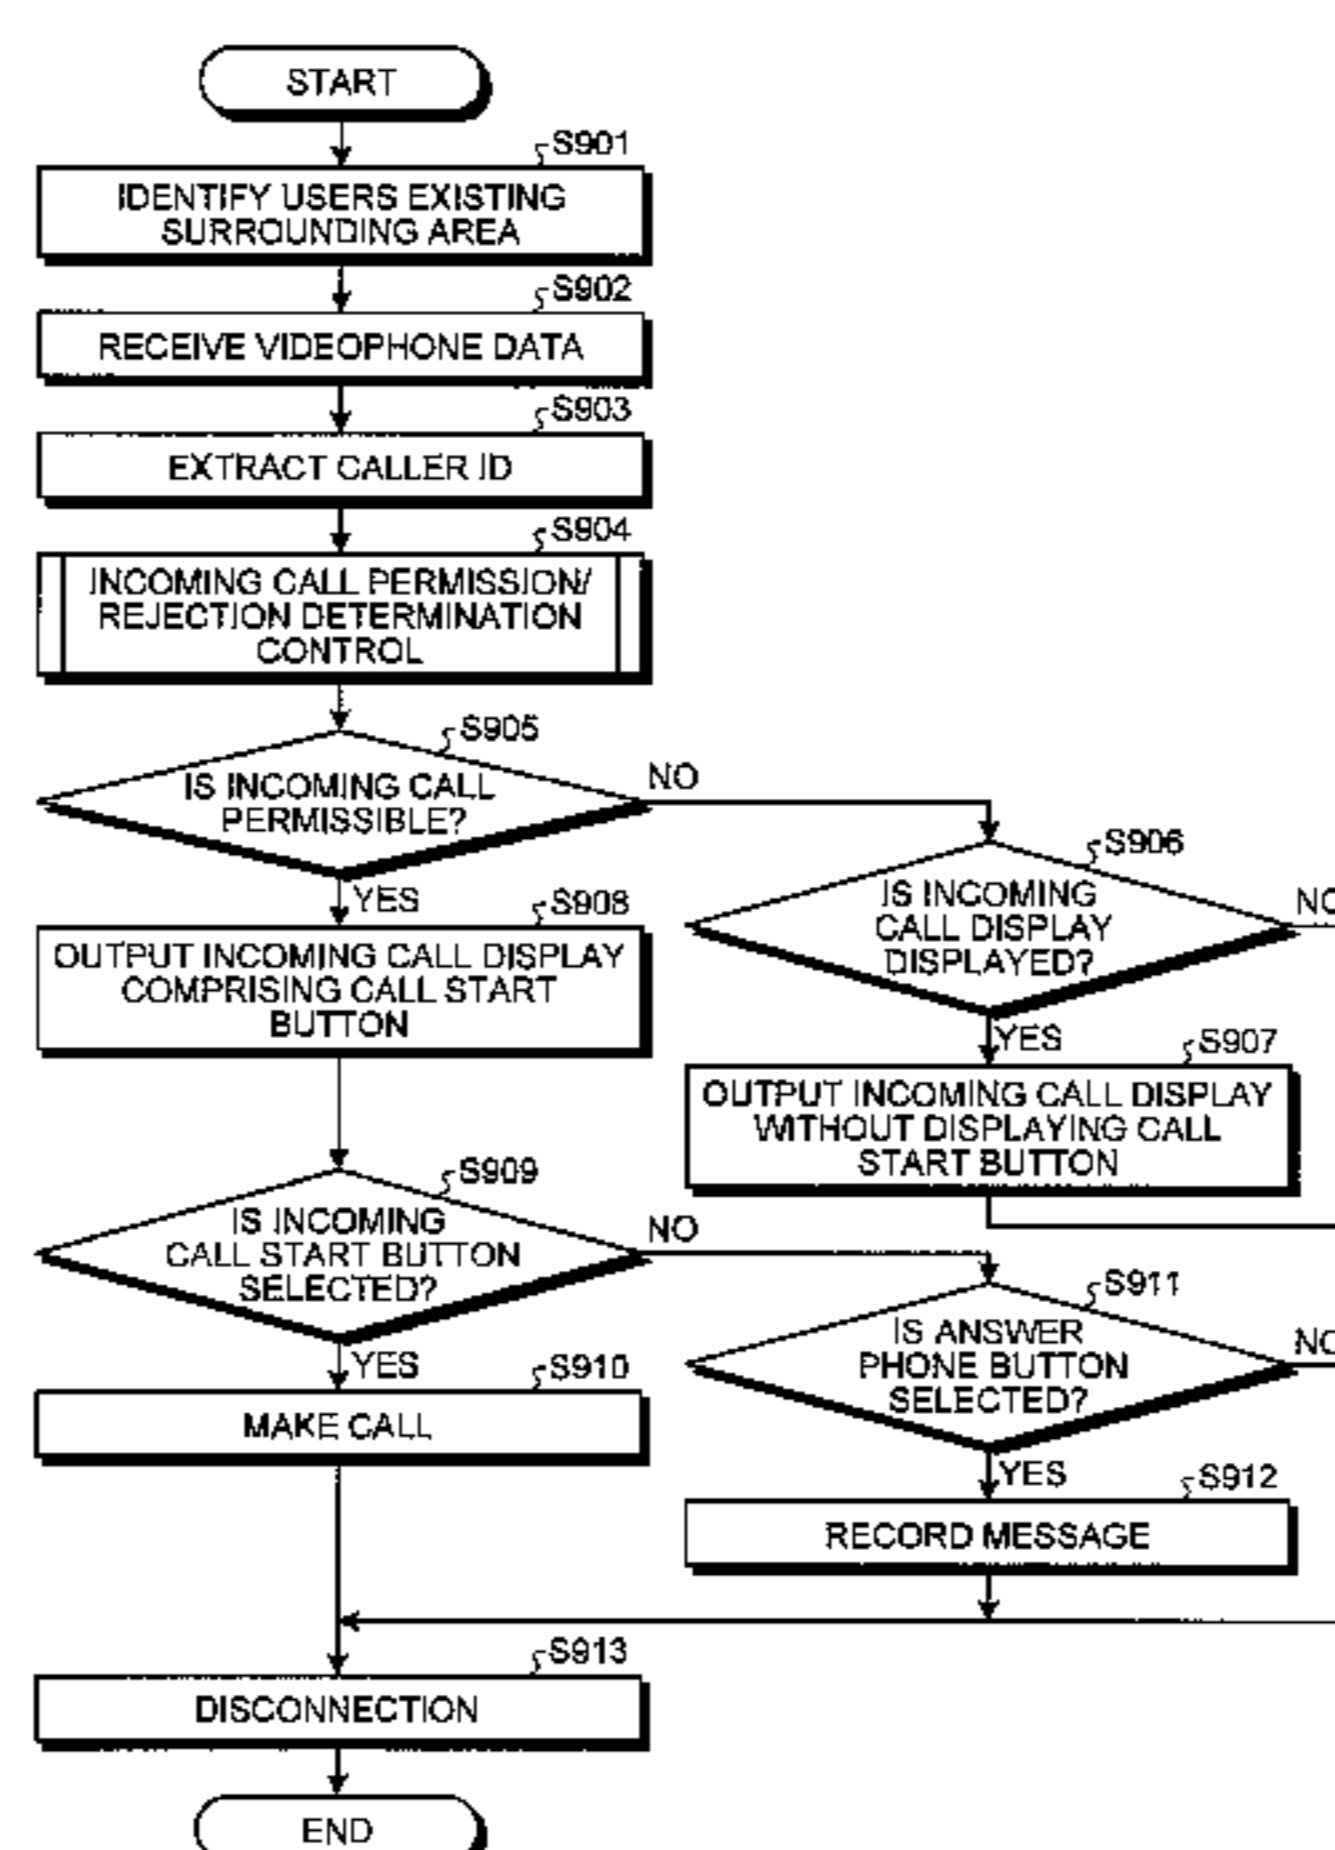 START
S901
IDENTIFY USERS EXISTING
SURROUNDING AREA
S902
RECEIVE VIDEOPHONE DATA
S903
EXTRACT CALLER ID
S904
INCOMING CALL PERMISSION/
REJECTION DETERMINATION
CONTROL
S905
IS INCOMING CALL
PERMISSIBLE?
NO
YES
S906
IS INCOMING
CALL DISPLAY
DISPLAYED?
NO
YES
S907
OUTPUT INCOMING CALL DISPLAY
WITHOUT DISPLAYING CALL
START BUTTON
S908
OUTPUT INCOMING CALL DISPLAY
COMPRISING CALL START
BUTTON
S909
IS INCOMING
CALL START BUTTON
SELECTED?
NO
YES
S910
MAKE CALL
S911
IS ANSWER
PHONE BUTTON
SELECTED?
NO
YES
S912
RECORD MESSAGE
S913
DISCONNECTION
END